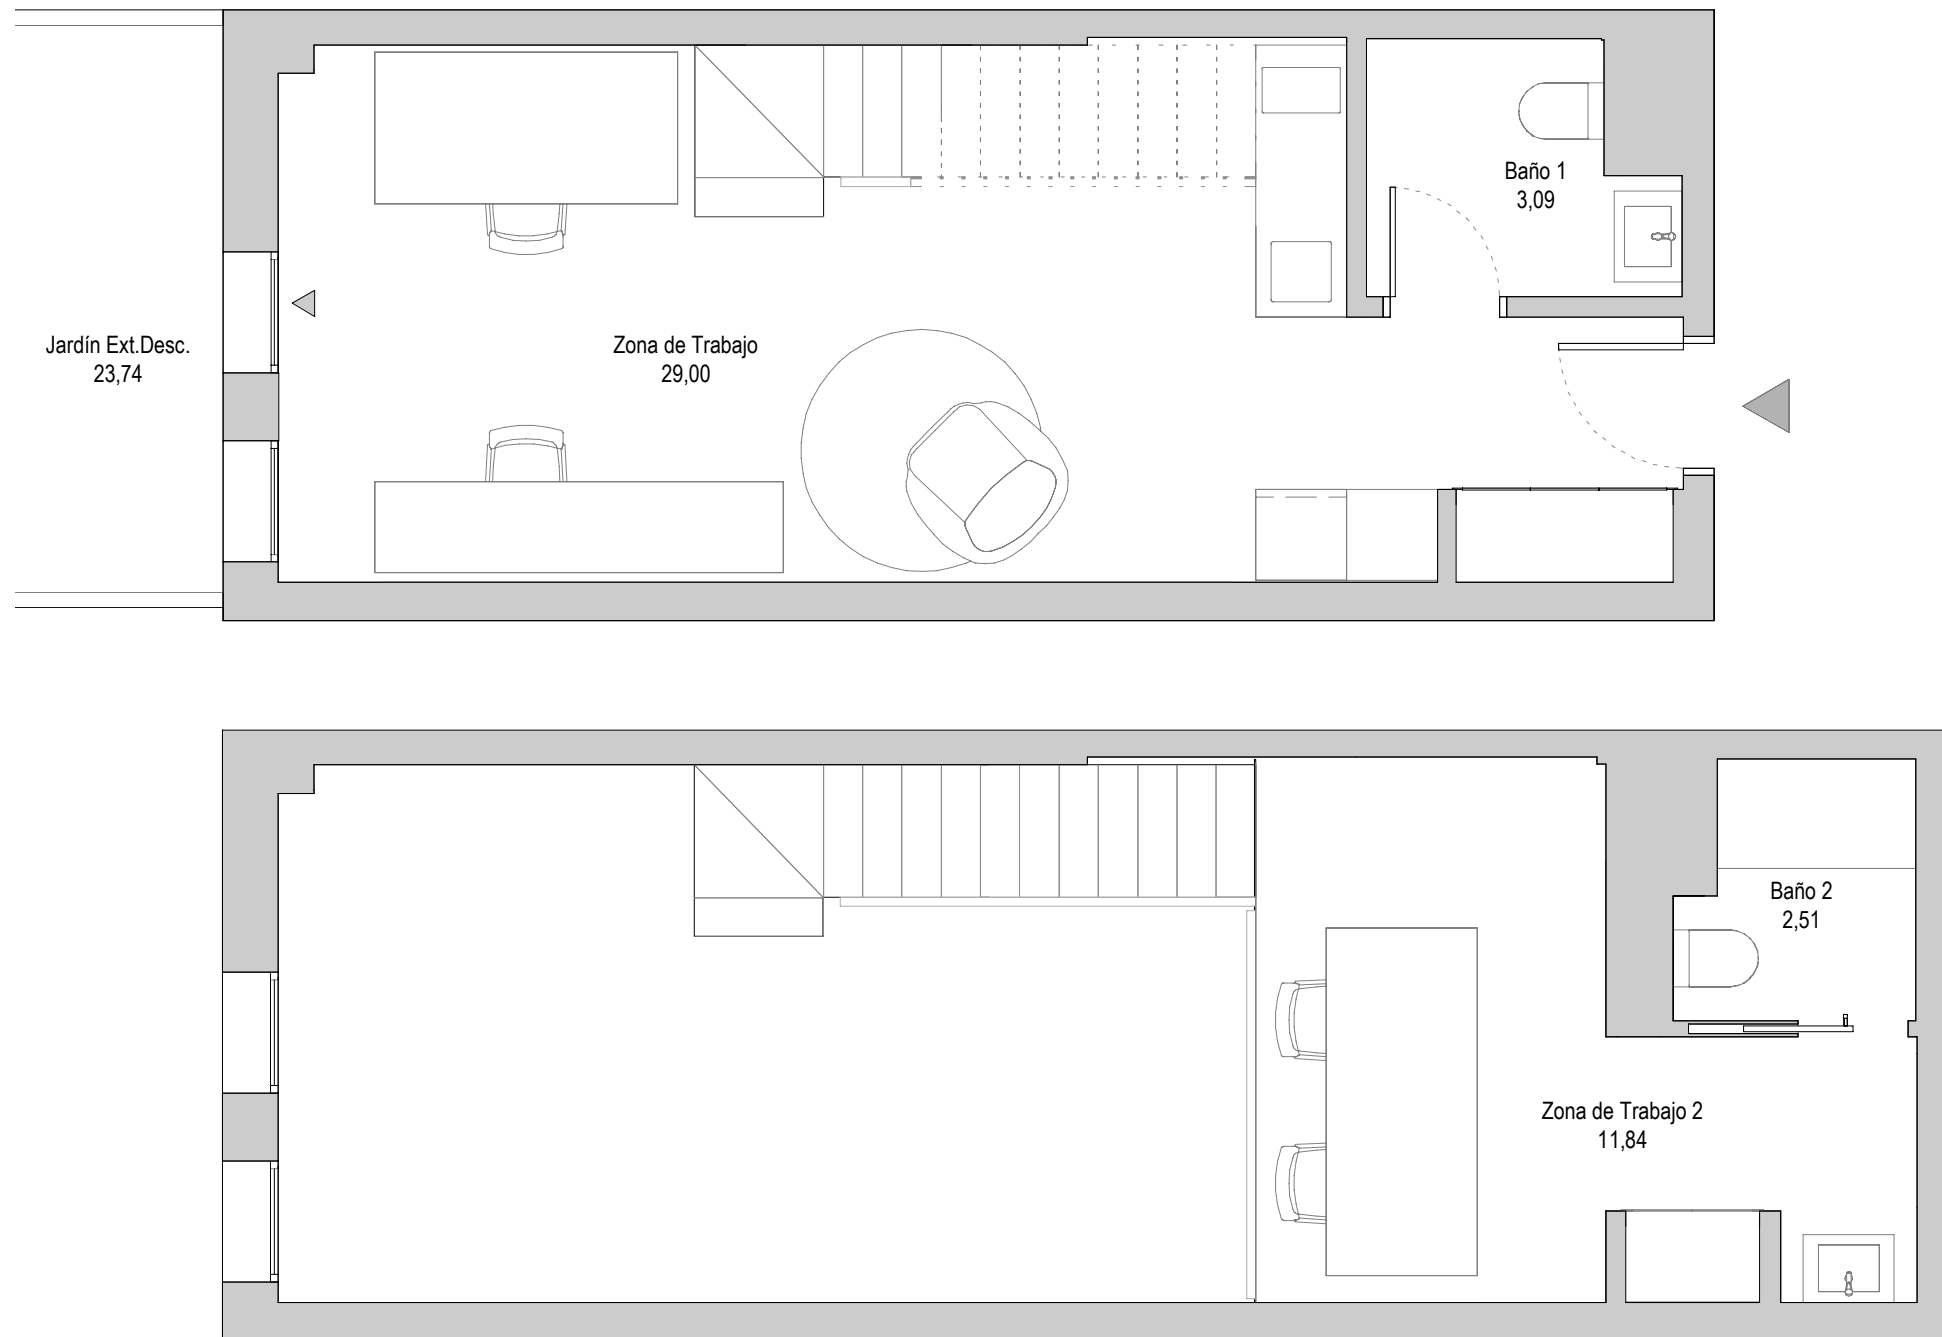 Baño 1
3,09
Jardín Ext.Desc.
23,74
Zona de Trabajo
29,00
Baño 2
2,51
Zona de Trabajo 2
11,84